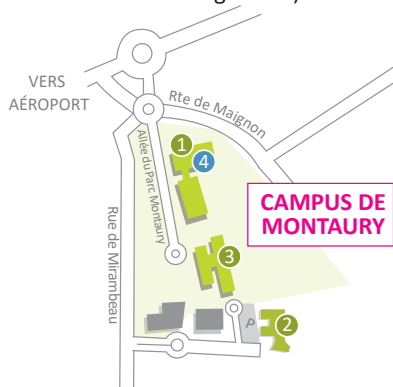 VERS
AÉROPORT
Rte de Maignon
Allée du Parc Montaury
Rue de Mirambeau
1
4
CAMPUS DE
MONTAURY
3
2
P